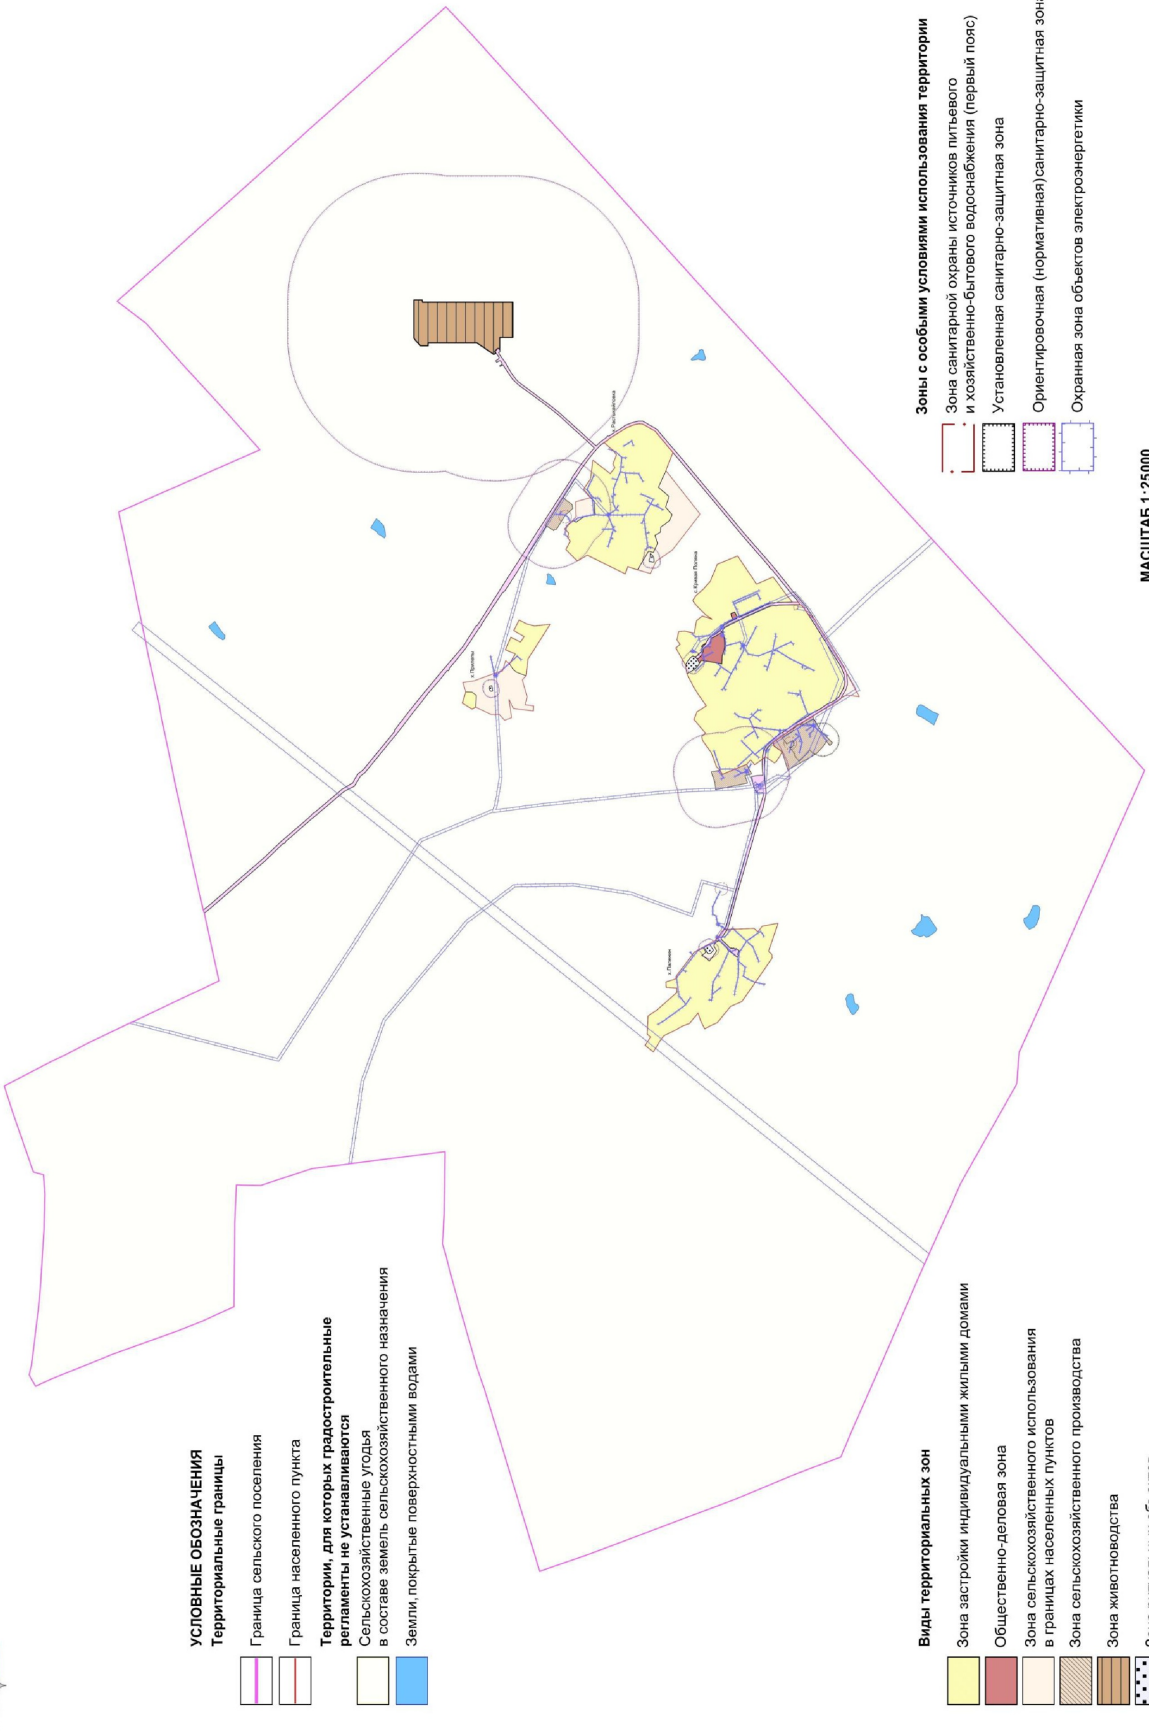 УСЛОВНЫЕ ОБОЗНАЧЕНИЯ
Территориальные границы
Граница сельского поселения
Граница населенного пункта
Территории, для которых градостроительные
регламенты не устанавливаются
Сельскохозяйственные угодья
в составе земель сельскохозяйственного назначения
Земли, покрытые поверхностными водами
Виды территориальных зон
Зона застройки индивидуальными жилыми домами
Общественно-деловая зона
Зона сельскохозяйственного использования
в границах населенных пунктов
Зона сельскохозяйственного производства
Зона животноводства
Зоны с особыми условиями использования территории
Зона санитарной охраны источников питьевого
и хозяйственно-бытового водоснабжения (первый пояс)
Установленная санитарно-защитная зона
Ориентировочная (нормативная)санитарно-защитная зона
Охранная зона объектов электроэнергетики
МАСШТАБ 1:25000